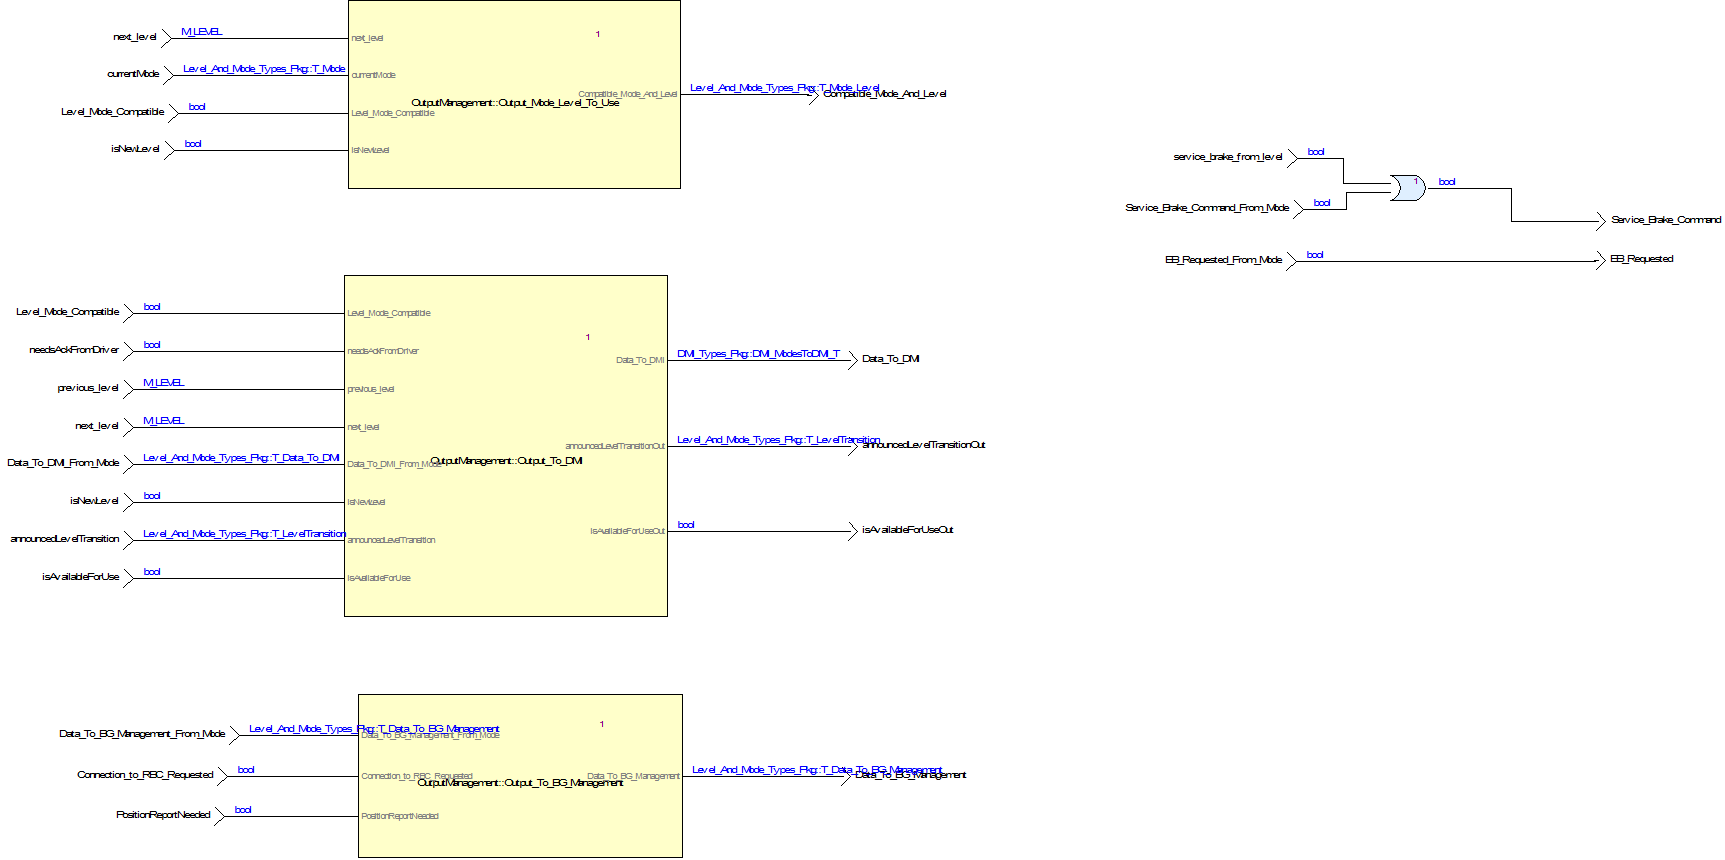 next_level
M_LEVEL
next_level
1
currentMode
Level_And_Mode_Types_Pkg::T_Mode
currentMode
Level_Mode_Compatible
bool
Level_Mode_Compatible
OutputManagement::Output_Mode_Level_To_Use
Compatible_Mode_And_Level
Level_And_Mode_Types_Pkg::T_Mode_Level
Compatible_Mode_And_Level
isNewLevel
bool
isNewLevel
service_brake_from_level
bool
1
bool
Service_Brake_Command_From_Mode
bool
Service_Brake_Command
EB_Requested_From_Mode
bool
EB_Requested
Level_Mode_Compatible
bool
Level_Mode_Compatible
1
needsAckFromDriver
bool
needsAckFromDriver
Data_To_DMI
DMI_Types_Pkg::DMI_ModesToDMI_T
Data_To_DMI
previous_level
M_LEVEL
previous_level
next_level
M_LEVEL
next_level
announcedLevelTransitionOut
Level_And_Mode_Types_Pkg::T_LevelTransition
announcedLevelTransitionOut
Data_To_DMI_From_Mode
Level_And_Mode_Types_Pkg::T_Data_To_DMI
Data_To_DMI_From_Mode
OutputManagement::Output_To_DMI
isNewLevel
bool
isNewLevel
announcedLevelTransition
Level_And_Mode_Types_Pkg::T_LevelTransition
announcedLevelTransition
isAvailableForUseOut
bool
isAvailableForUseOut
isAvailableForUse
bool
isAvailableForUse
Data_To_BG_Management_From_Mode
Level_And_Mode_Types_Pkg::T_Data_To_BG_Management
Data_To_BG_Management_From_Mode
1
Connection_to_RBC_Requested
bool
Connection_to_RBC_Requested
OutputManagement::Output_To_BG_Management
Data_To_BG_Management
Level_And_Mode_Types_Pkg::T_Data_To_BG_Management
Data_To_BG_Management
PositionReportNeeded
bool
PositionReportNeeded